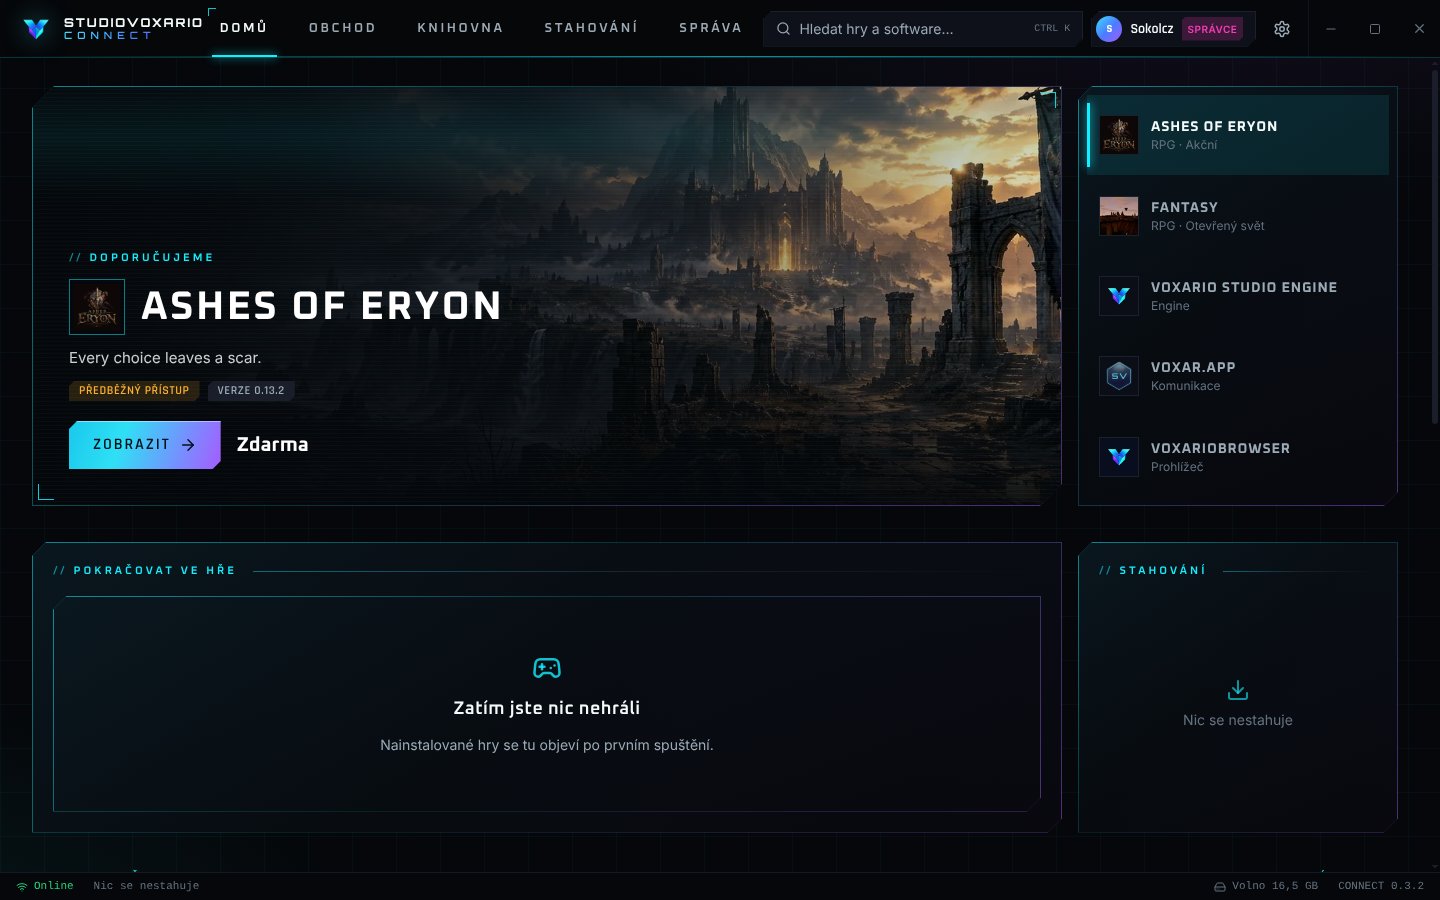 STUDIOVOXARIO
CONNECT
DOMŮ
OBCHOD
KNIHOVNA
STAHOVÁNÍ
SPRÁVA
Hledat hry a software...
CTRL K
S
Sokolcz
SPRÁVCE
// DOPORUČUJEME
ASHES OF ERYON
Every choice leaves a scar.
PŘEDBĚŽNÝ PŘÍSTUP
VERZE 0.13.2
ZOBRAZIT
Zdarma
ERYON
ASHES OF ERYON
RPG · Akční
FANTASY
RPG · Otevřený svět
VOXARIO STUDIO ENGINE
Engine
SV
VOXAR.APP
Komunikace
VOXARIOBROWSER
Prohlížeč
// POKRAČOVAT VE HŘE
Zatím jste nic nehráli
Nainstalované hry se tu objeví po prvním spuštění.
// STAHOVÁNÍ
Nic se nestahuje
Online
Nic se nestahuje
Volno 16,5 GB
CONNECT 0.3.2